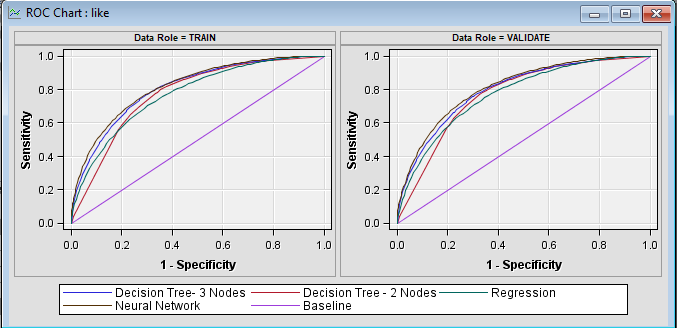 ROC Chart : like
Data Role = TRAIN
Data Role = VALIDATE
Sensitivity
1.0
0.8
0.6
0.4
0.2
0.0
0.0 0.2 0.4 0.6 0.8 1.0
1 - Specificity
Sensitivity
1.0
0.8
0.6
0.4
0.2
0.0
0.0 0.2 0.4 0.6 0.8 1.0
1 - Specificity
Decision Tree- 3 Nodes Decision Tree - 2 Nodes Regression
Neural Network Baseline